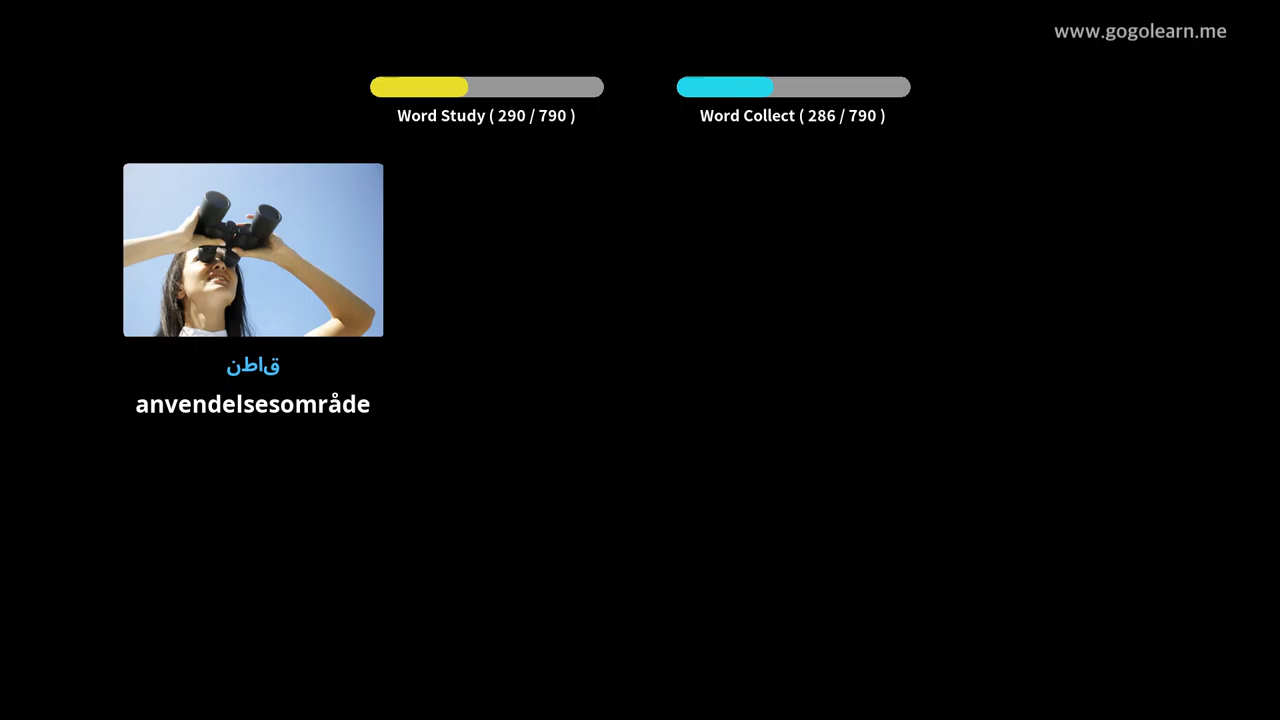 www.gogolearn.me
Word Study ( 290 / 790 )
Word Collect ( 286 / 790 )
قاطن
anvendelsesområde